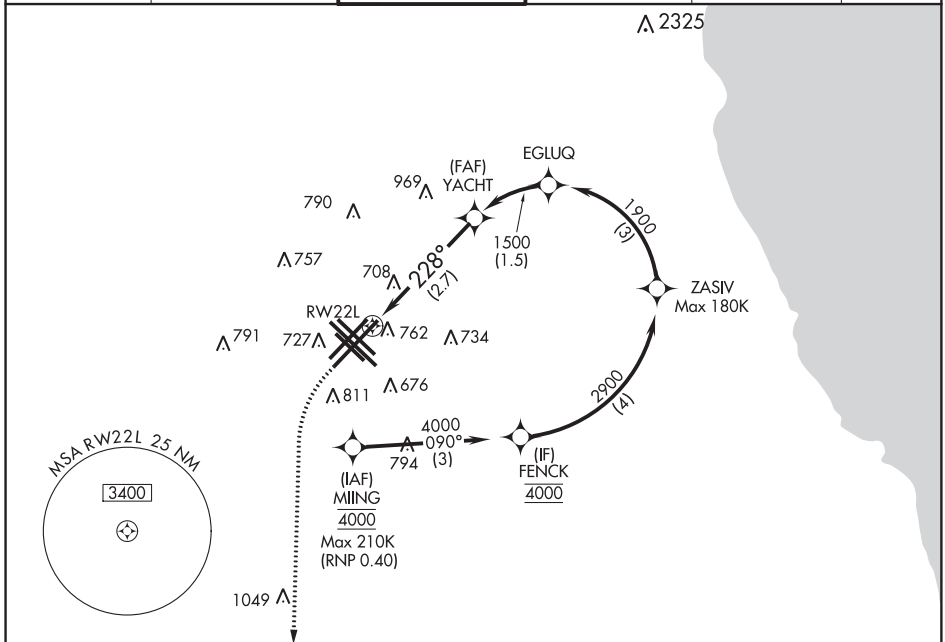 2325
EGLUQ
(FAF)
YACHT
969
790
1900
(3)
1500
(1.5)
757
228°
(2.7)
708
ZASIV
Max 180K
RW22L
762
734
791
727
811
676
2900
(4)
4000
090°
(3)
794
(IAF)
MIING
4000
Max 210K
(RNP 0.40)
(IF)
FENCK
4000
MSA RW22L 25 NM
3400
1049